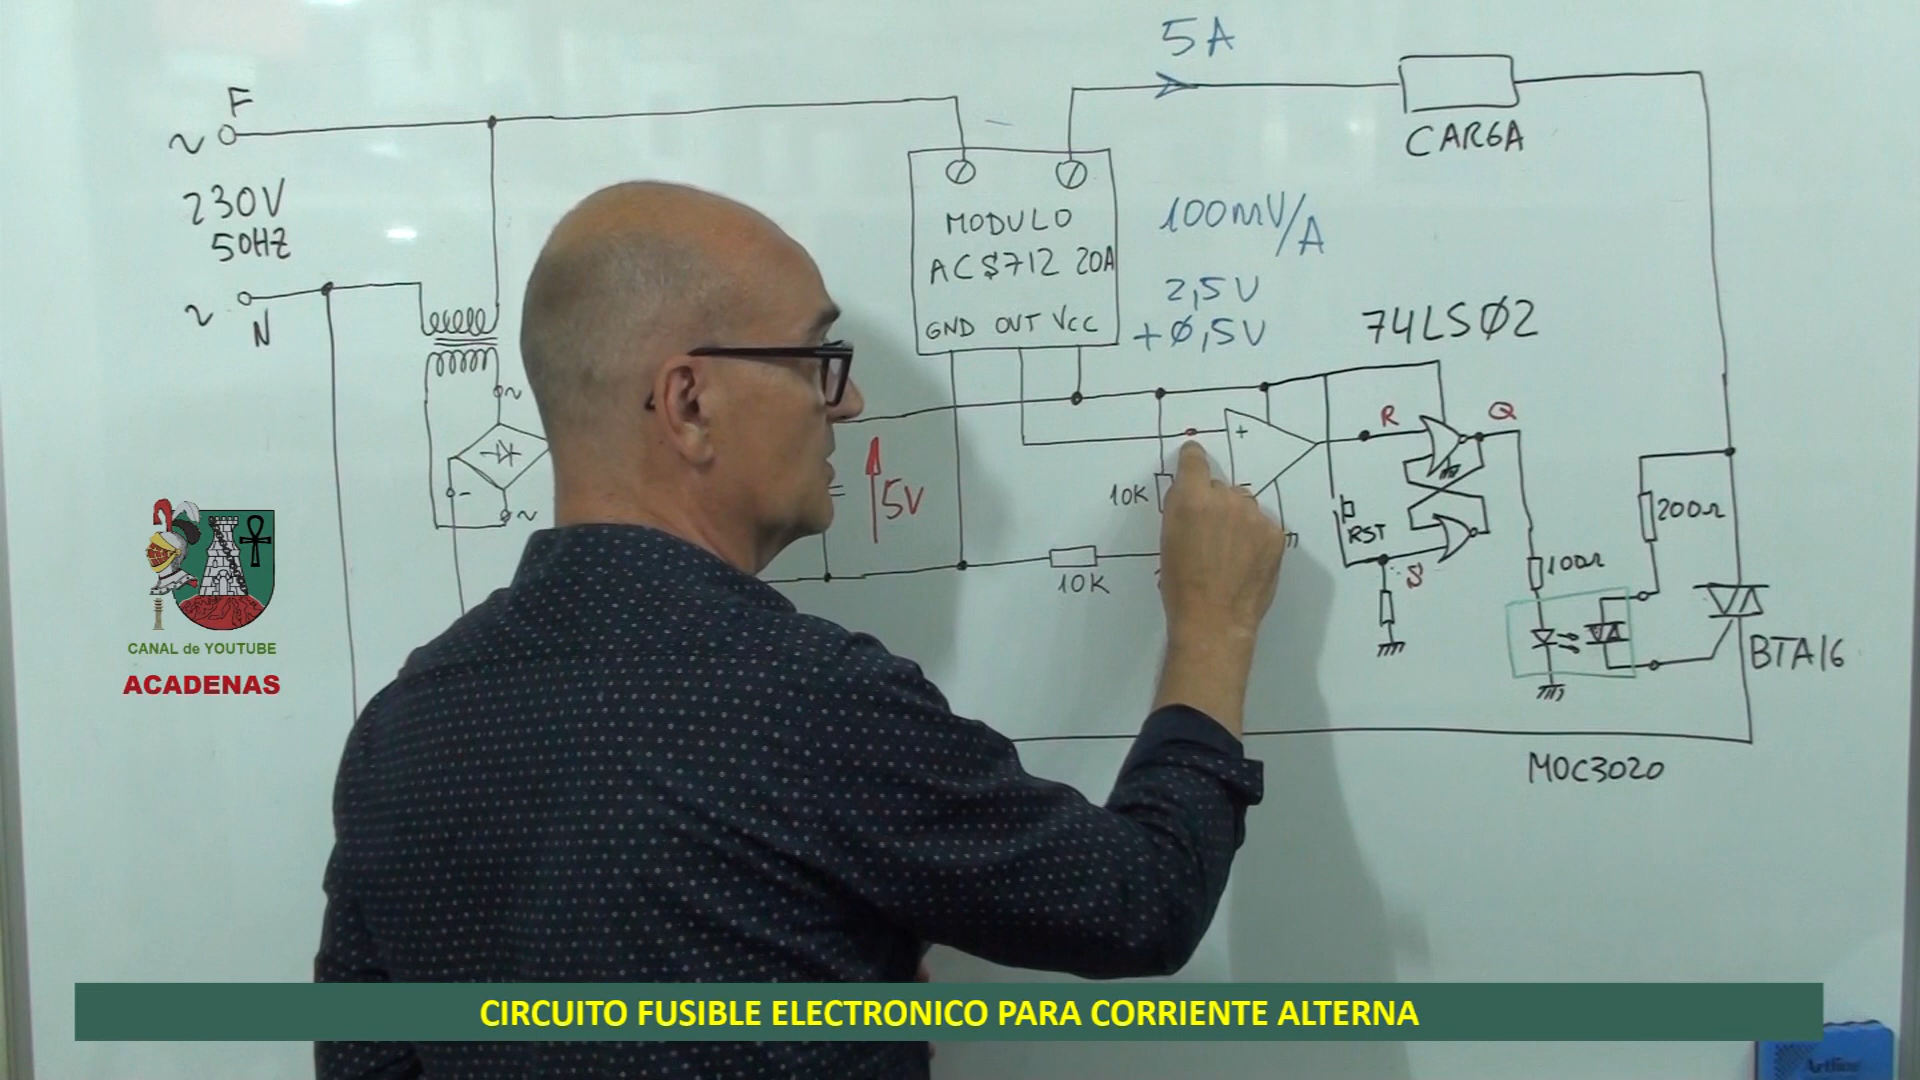 5A
F
~
CARGA
230V
50HZ
~
N
MODULO
ACS712 20A
GND OUT VCC
100mV/A
2,5V
+0,5V
74LS02
~
-
~
5V
+
R
Q
10K
RST
S
10K
100Ω
200Ω
BTA16
MOC3020
CANAL de YOUTUBE
ACADENAS
CIRCUITO FUSIBLE ELECTRONICO PARA CORRIENTE ALTERNA
Artline